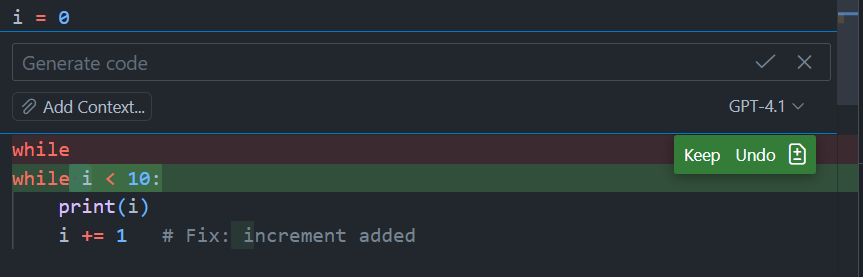 i = 0
Generate code
Add Context...
GPT-4.1
while
Keep Undo
while i < 10:
print(i)
i += 1 # Fix: increment added